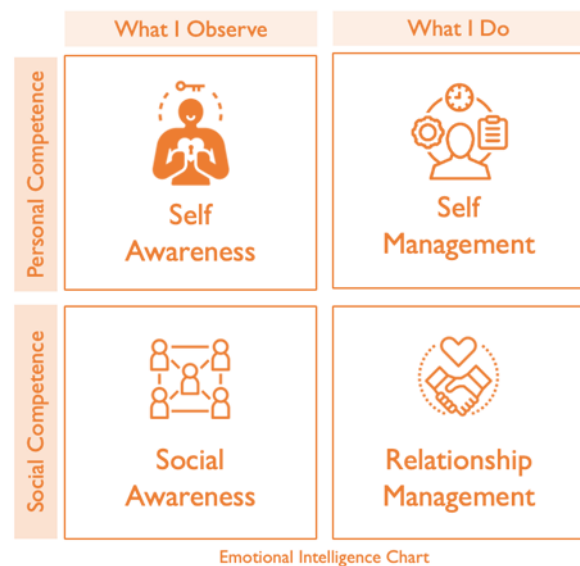 What I Observe
What I Do
Personal Competence
Self
Awareness
Self
Management
Social Competence
Social
Awareness
Relationship
Management
Emotional Intelligence Chart